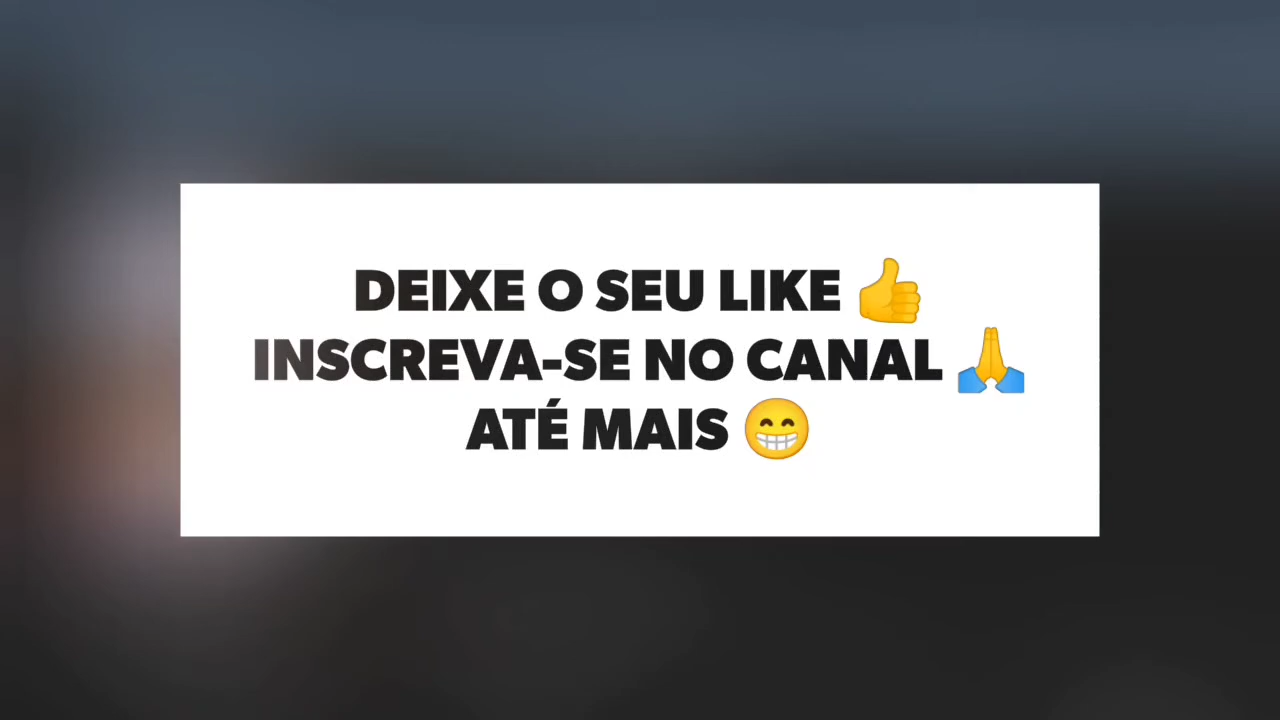 DEIXE O SEU LIKE 👍
INSCREVA-SE NO CANAL 🙏
ATÉ MAIS 😁